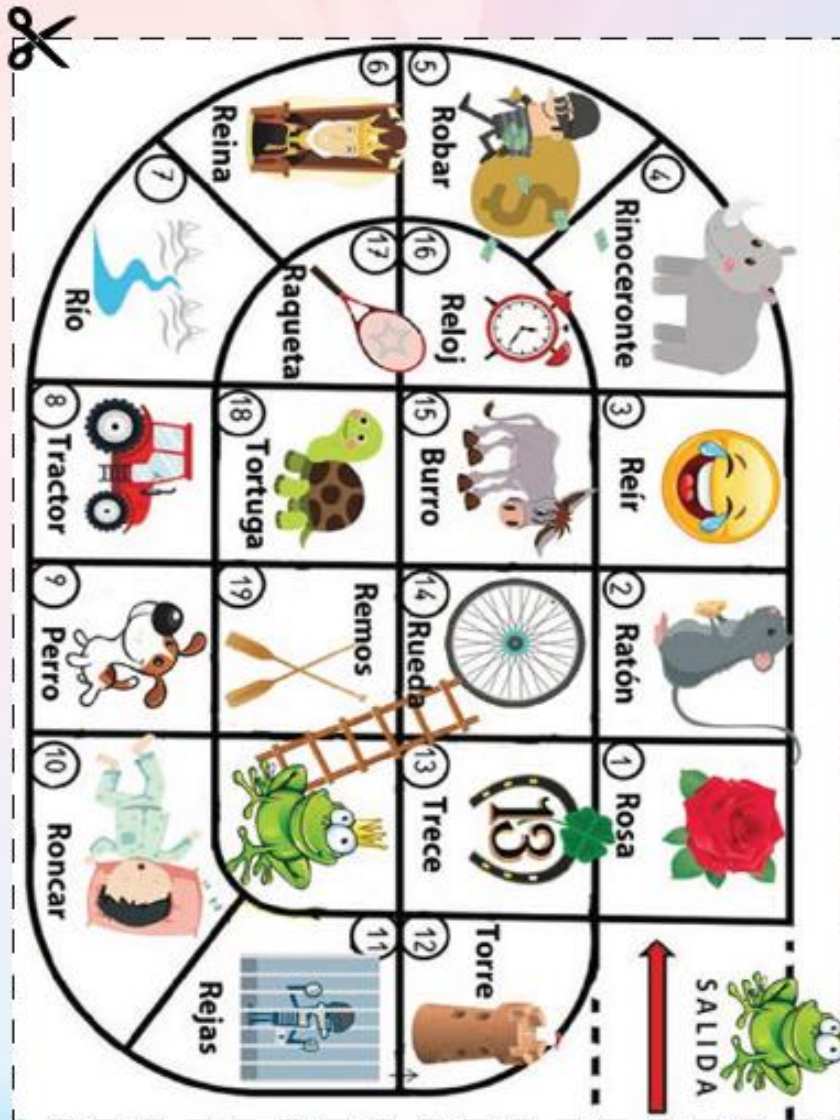 SALIDA
1 Rosa
2 Ratón
3 Reír
4 Rinoceronte
5 Robar
6 Reina
7 Río
8 Tractor
9 Perro
10 Roncar
11 Rejas
12 Torre
13 Trece
13
14 Rueda
15 Burro
16 Reloj
17 Raqueta
18 Tortuga
19 Remos
$